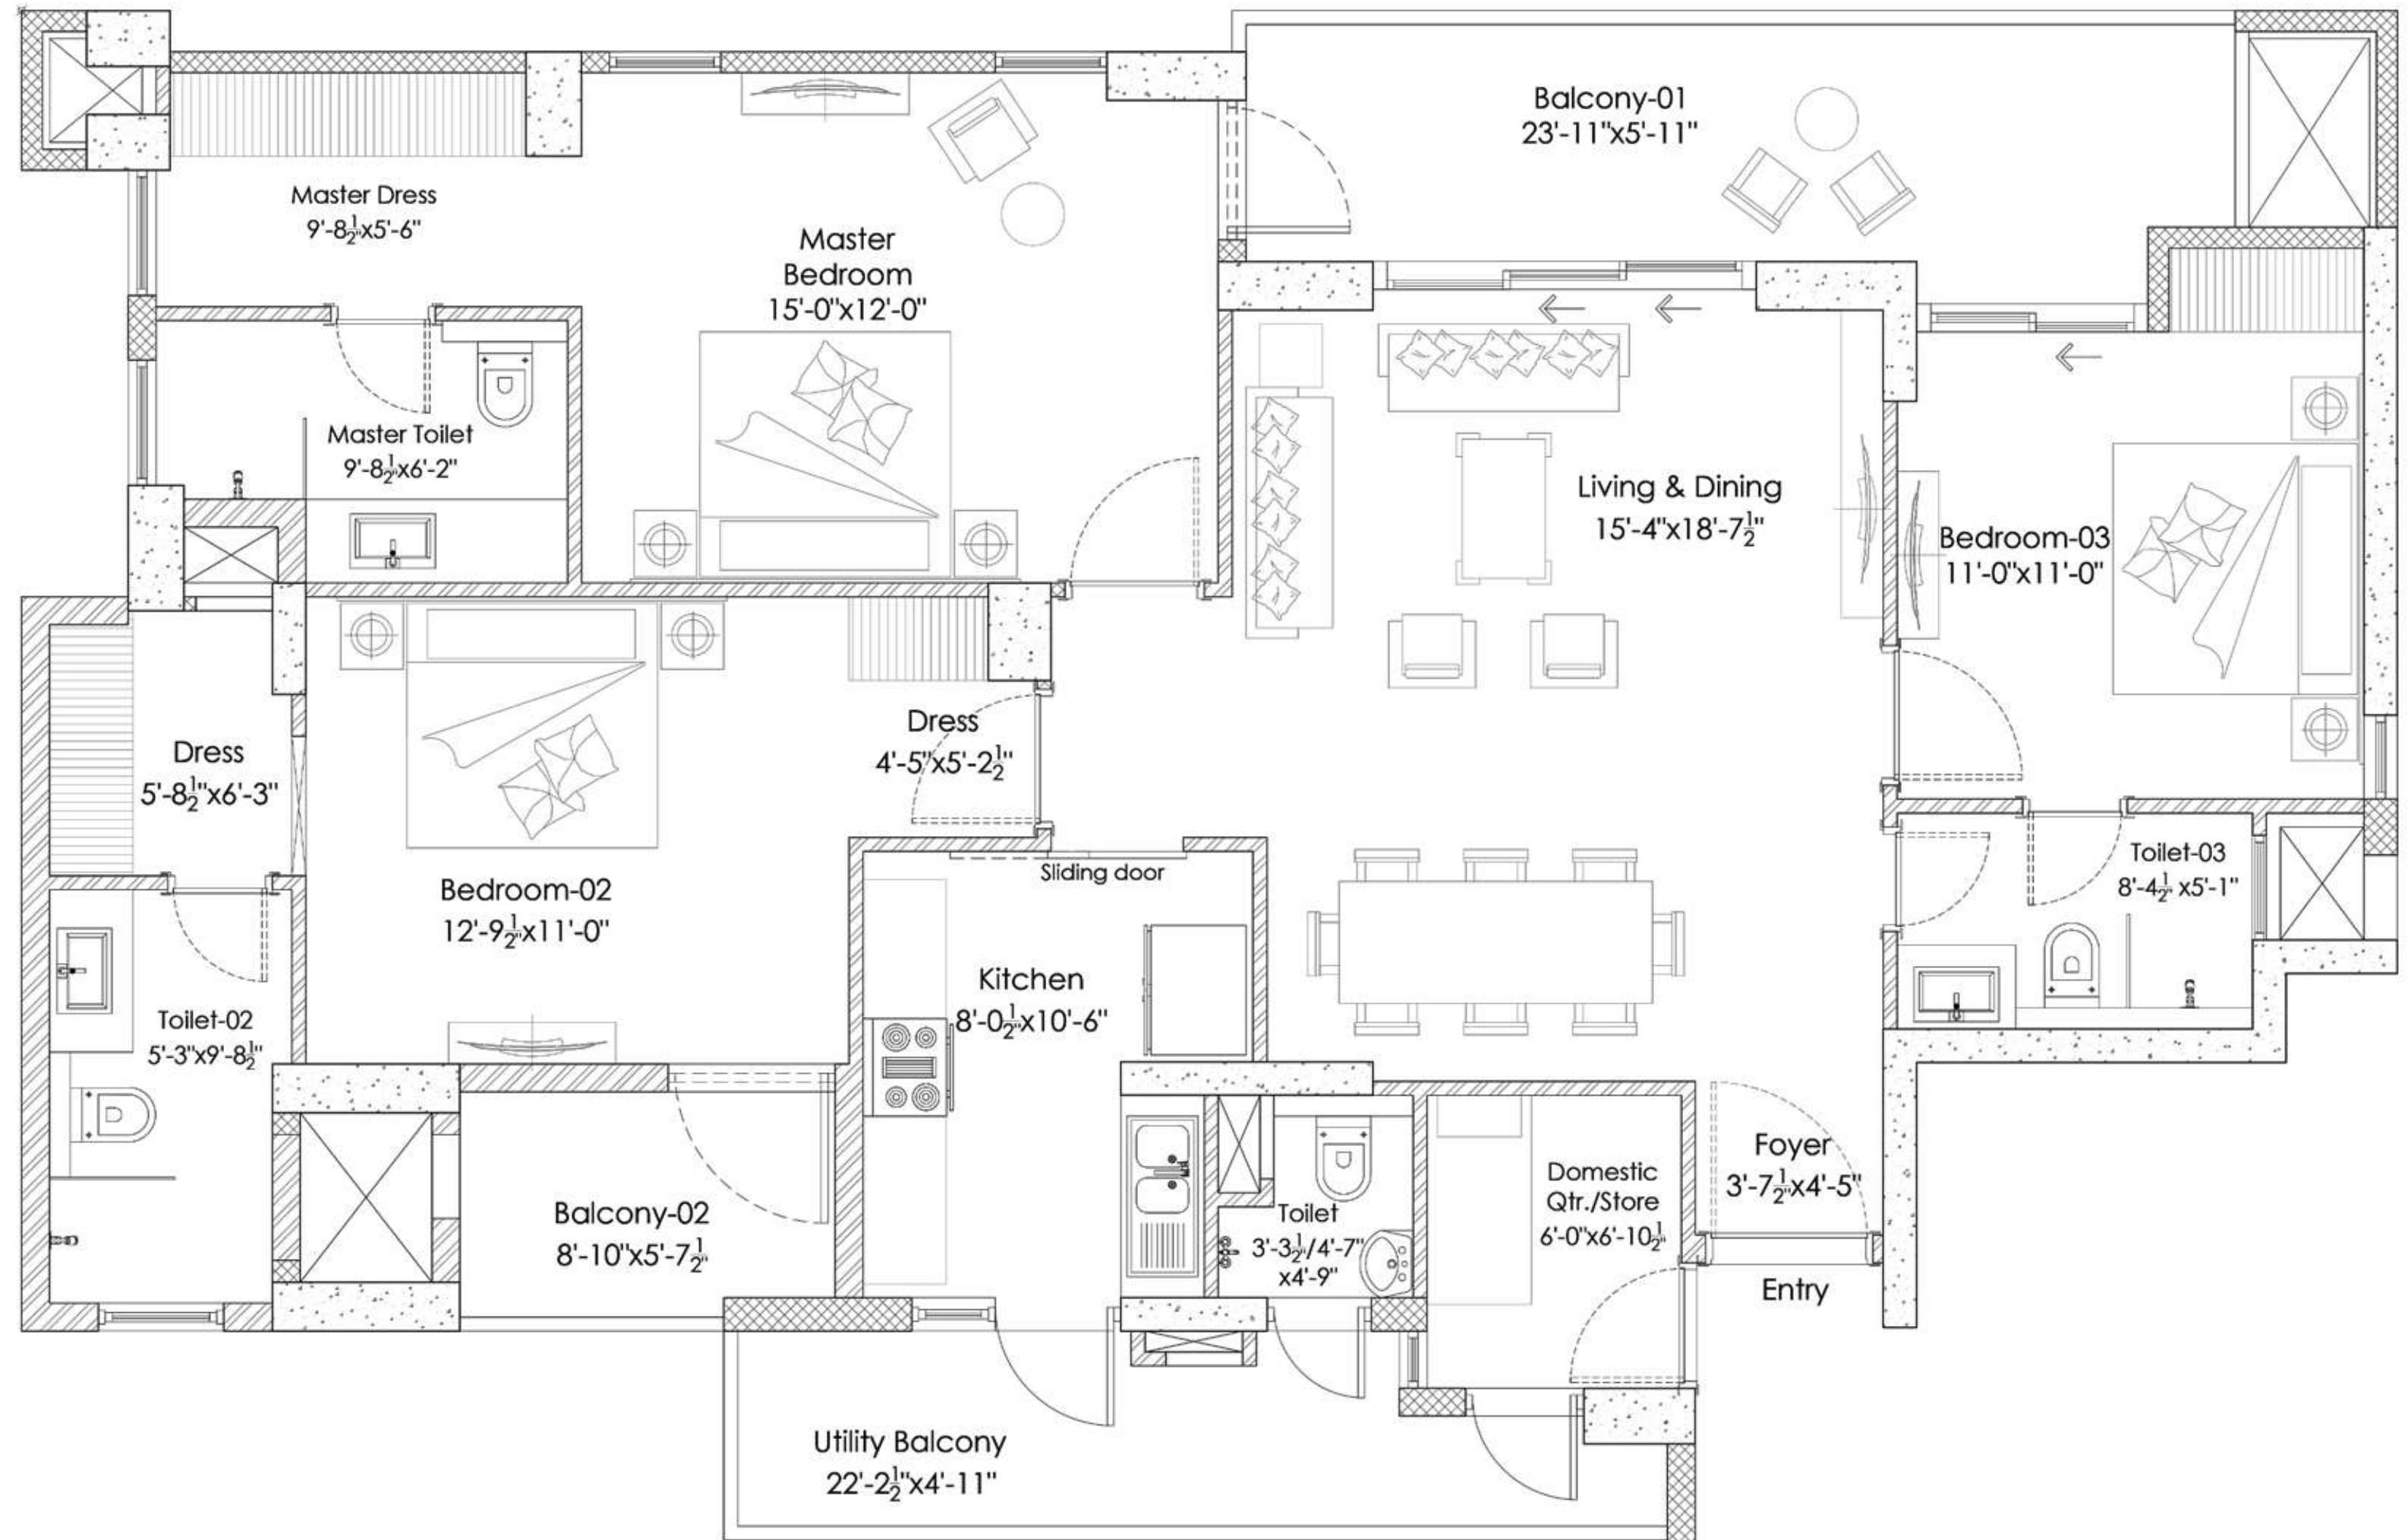 Balcony-01
23'-11"x5'-11"
Master Dress
9'-8½"x5'-6"
Master
Bedroom
15'-0"x12'-0"
Master Toilet
9'-8½"x6'-2"
Living & Dining
15'-4"x18'-7½"
Bedroom-03
11'-0"x11'-0"
Dress
4'-5"x5'-2½"
Dress
5'-8½"x6'-3"
Sliding door
Toilet-03
8'-4½" x5'-1"
Bedroom-02
12'-9½"x11'-0"
Kitchen
8'-0½"x10'-6"
Toilet-02
5'-3"x9'-8½"
Foyer
3'-7½"x4'-5"
Domestic
Qtr./Store
6'-0"x6'-10½"
Balcony-02
8'-10"x5'-7½"
Toilet
3'-3½"/4'-7"
x4'-9"
Entry
Utility Balcony
22'-2½"x4'-11"